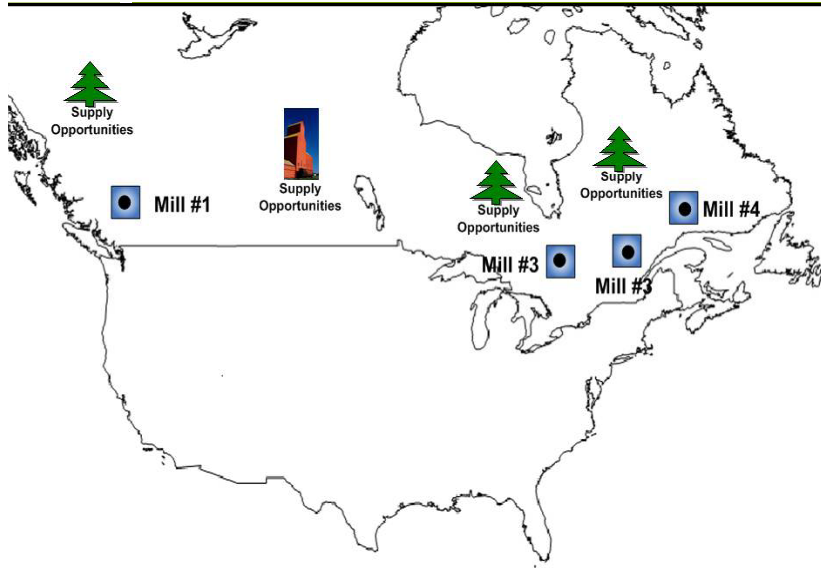 Supply
Opportunities
Supply
Opportunities
Supply
Opportunities
Supply
Opportunities
Mill #1
Mill #4
Mill #3
Mill #3